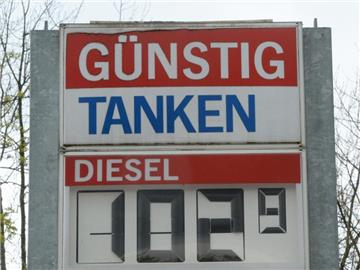 GÜNSTIG
TANKEN
DIESEL
102⁹